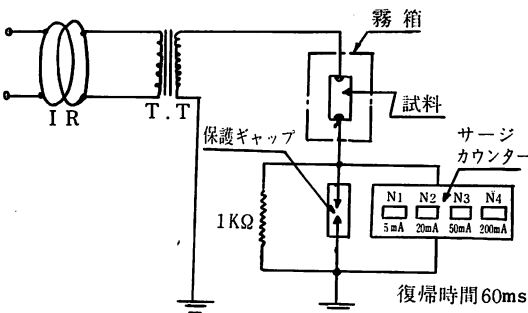 霧箱
試料
IR
T.T
保護ギャップ
サージ
カウンター
N1 N2 N3 N4
5mA 20mA 50mA 200mA
1KΩ
復帰時間60ms